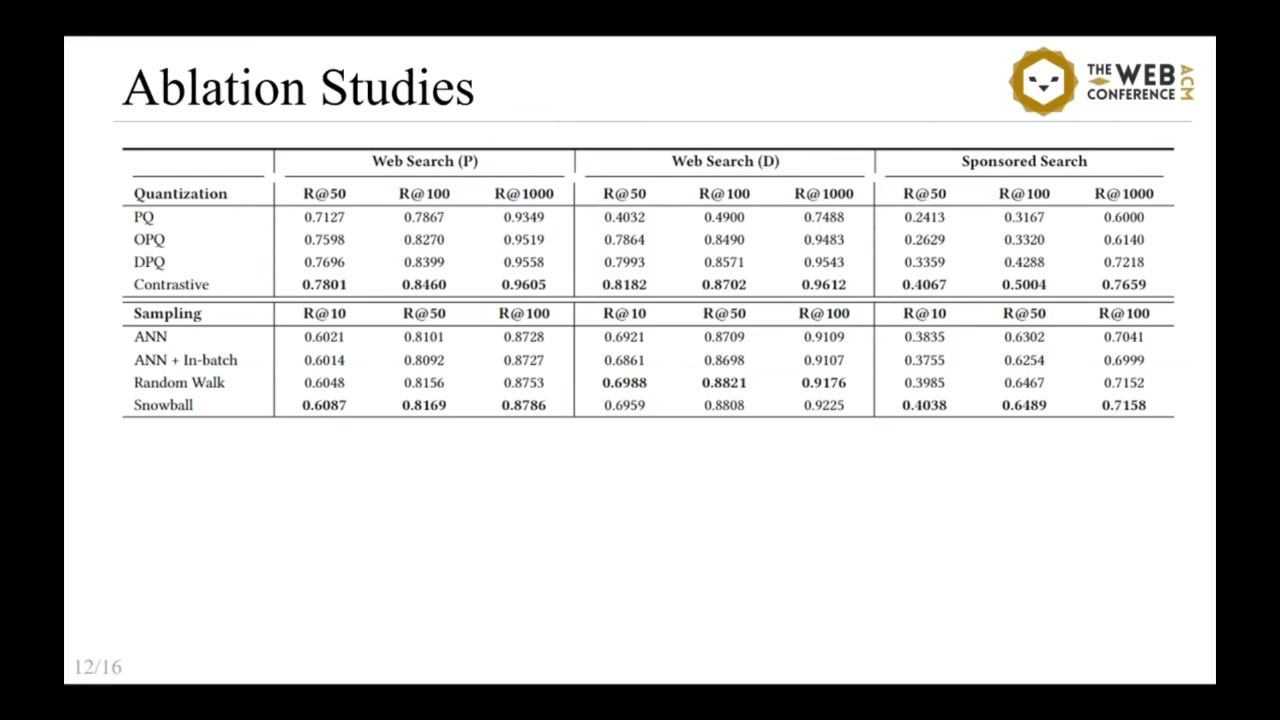 Ablation Studies
THE WEB CONFERENCE ACM
Web Search (P) Web Search (D) Sponsored Search
Quantization R@50 R@100 R@1000 R@50 R@100 R@1000 R@50 R@100 R@1000
PQ 0.7127 0.7867 0.9349 0.4032 0.4900 0.7488 0.2413 0.3167 0.6000
OPQ 0.7598 0.8270 0.9519 0.7864 0.8490 0.9483 0.2629 0.3320 0.6140
DPQ 0.7696 0.8399 0.9558 0.7993 0.8571 0.9543 0.3359 0.4288 0.7218
Contrastive 0.7801 0.8460 0.9605 0.8182 0.8702 0.9612 0.4067 0.5004 0.7659
Sampling R@10 R@50 R@100 R@10 R@50 R@100 R@10 R@50 R@100
ANN 0.6021 0.8101 0.8728 0.6921 0.8709 0.9109 0.3835 0.6302 0.7041
ANN + In-batch 0.6014 0.8092 0.8727 0.6861 0.8698 0.9107 0.3755 0.6254 0.6999
Random Walk 0.6048 0.8156 0.8753 0.6988 0.8821 0.9176 0.3985 0.6467 0.7152
Snowball 0.6087 0.8169 0.8786 0.6959 0.8808 0.9225 0.4038 0.6489 0.7158
12/16